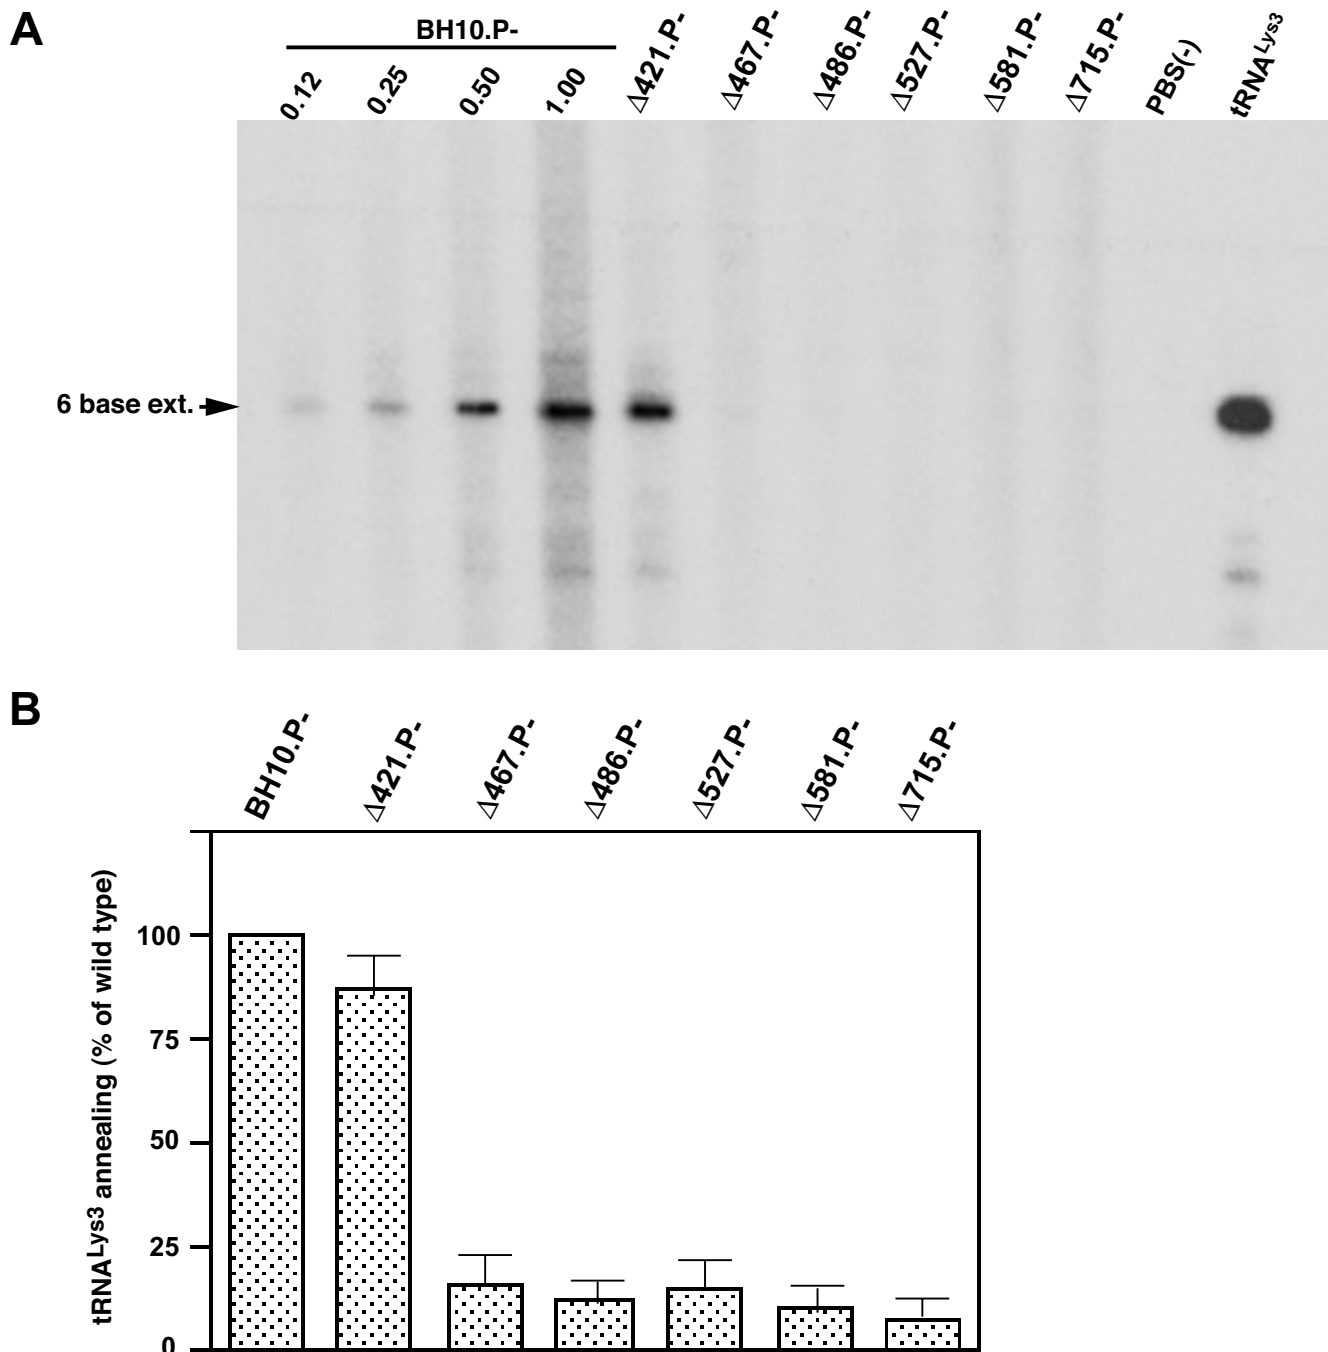 A
BH10.P-
0.12 0.25 0.50 1.00 Δ421.P- Δ467.P- Δ486.P- Δ527.P- Δ581.P- Δ715.P- PBS(-) tRNALys3
6 base ext.
B
BH10.P- Δ421.P- Δ467.P- Δ486.P- Δ527.P- Δ581.P- Δ715.P-
tRNALys3 annealing (% of wild type)
100
75
50
25
0